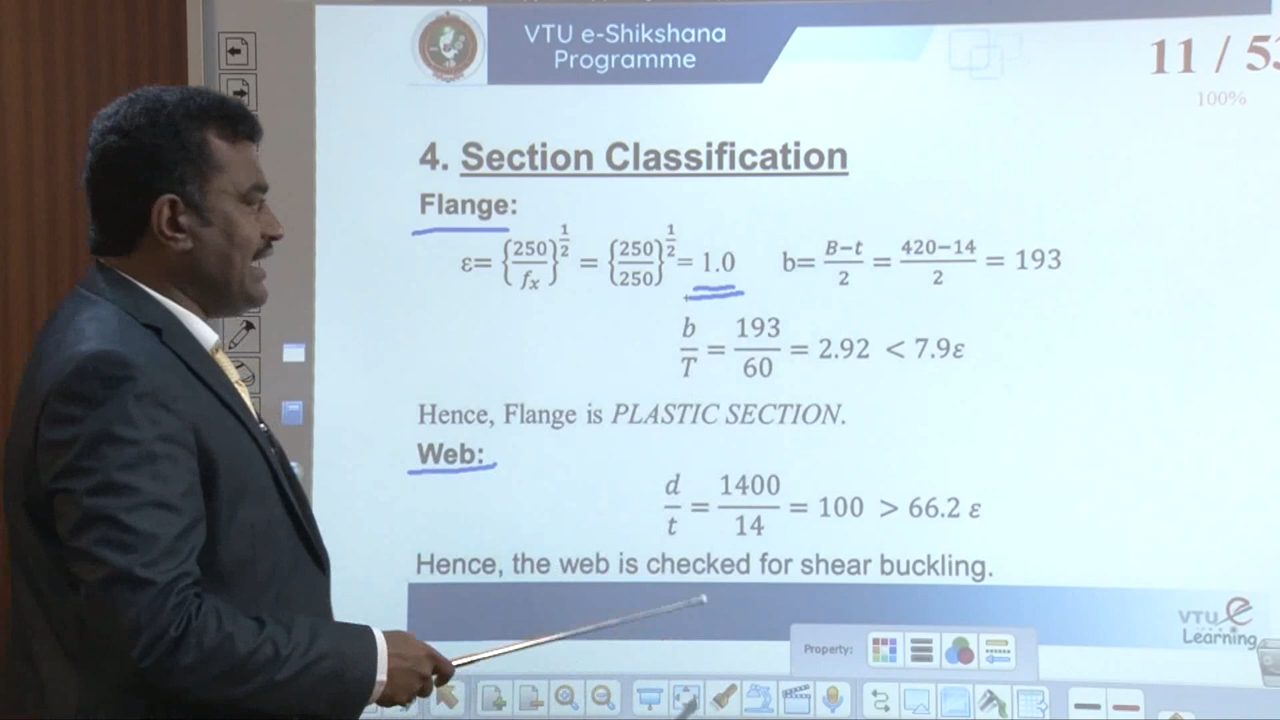 VTU e-Shikshana
Programme
11 / 53
100%
4. Section Classification
Flange:
ε= {250/fₓ}^(1/2) = {250/250}^(1/2) = 1.0 b= (B−t)/2 = (420−14)/2 = 193
b/T = 193/60 = 2.92 < 7.9ε
Hence, Flange is PLASTIC SECTION.
Web:
d/t = 1400/14 = 100 > 66.2 ε
Hence, the web is checked for shear buckling.
VTU e
Learning
Property: